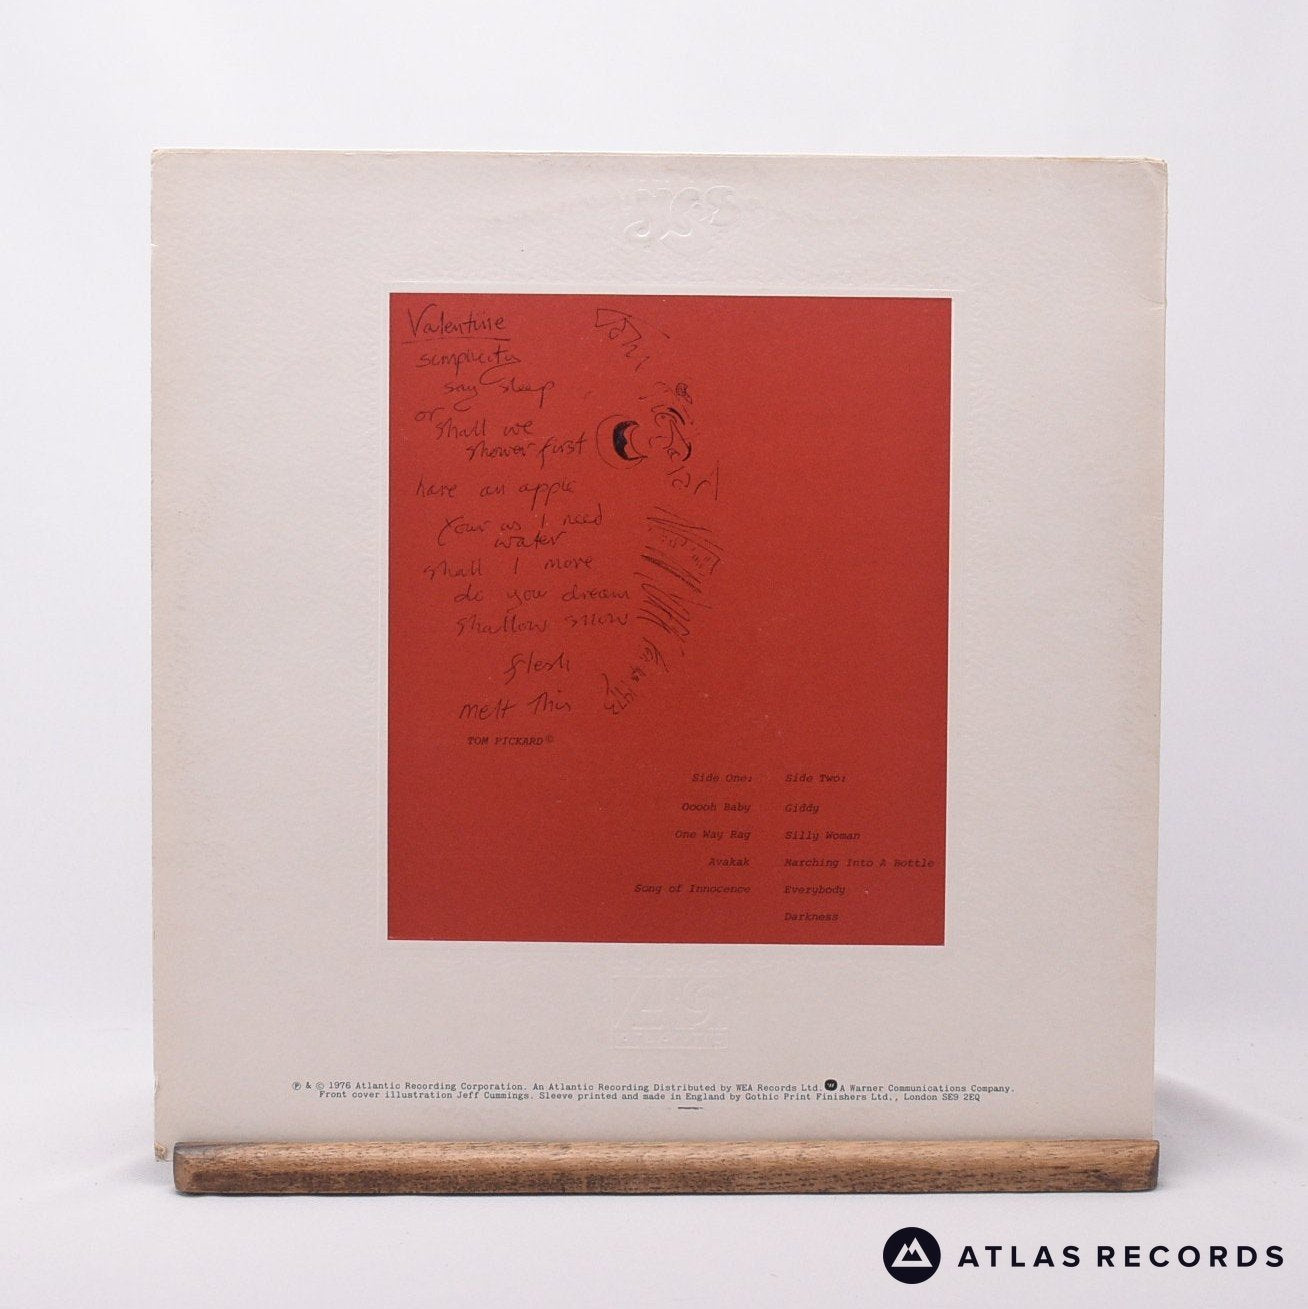 Yes
Valentine
simplicity
say sleep
or
shall we
shower first
have an apple
your as I need
water
shall I move
do you dream
shallow snow
flesh
melt this
1973
TOM PICKARD©
Side One:
Ooooh Baby
One Way Rag
Avakak
Song of Innocence
Side Two:
Giddy
Silly Woman
Marching Into A Bottle
Everybody
Darkness
℗ & © 1976 Atlantic Recording Corporation. An Atlantic Recording Distributed by WEA Records Ltd. A Warner Communications Company.
Front cover illustration Jeff Cummings. Sleeve printed and made in England by Gothic Print Finishers Ltd., London SE9 2EQ
ATLAS RECORDS